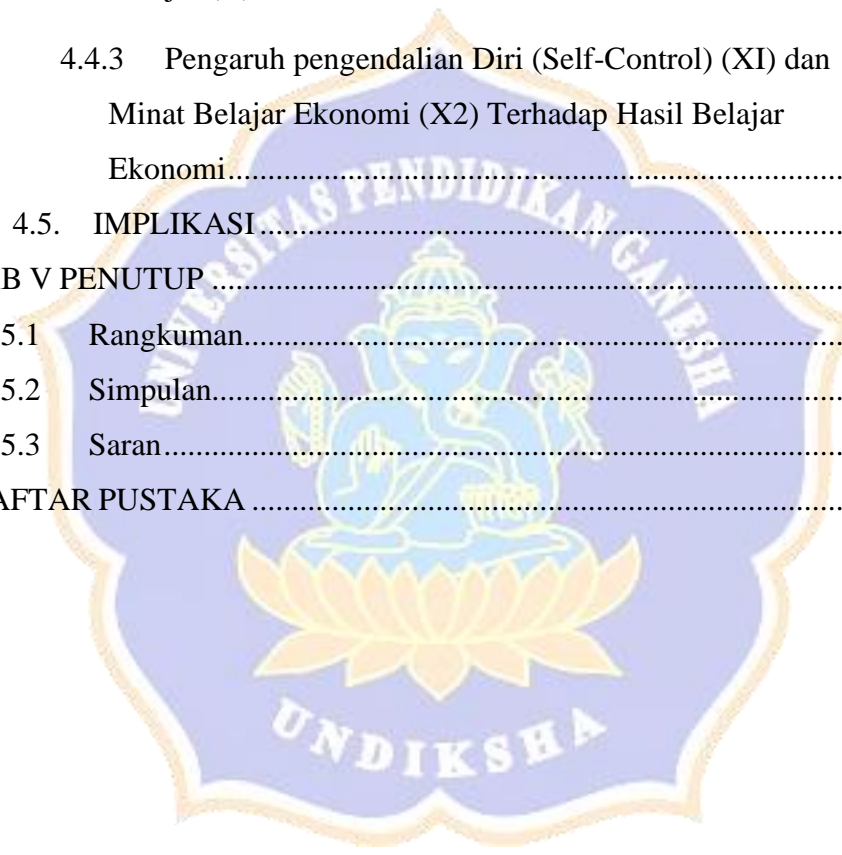 4.4.3 Pengaruh pengendalian Diri (Self-Control) (XI) dan
Minat Belajar Ekonomi (X2) Terhadap Hasil Belajar
Ekonomi......................................................................
4.5. IMPLIKASI..................................................................
B V PENUTUP .......................................................................
5.1 Rangkuman....................................................................
5.2 Simpulan........................................................................
5.3 Saran..............................................................................
AFTAR PUSTAKA ..................................................................
UNIVERSITAS PENDIDIKAN GANESHA
UNDIKSHA